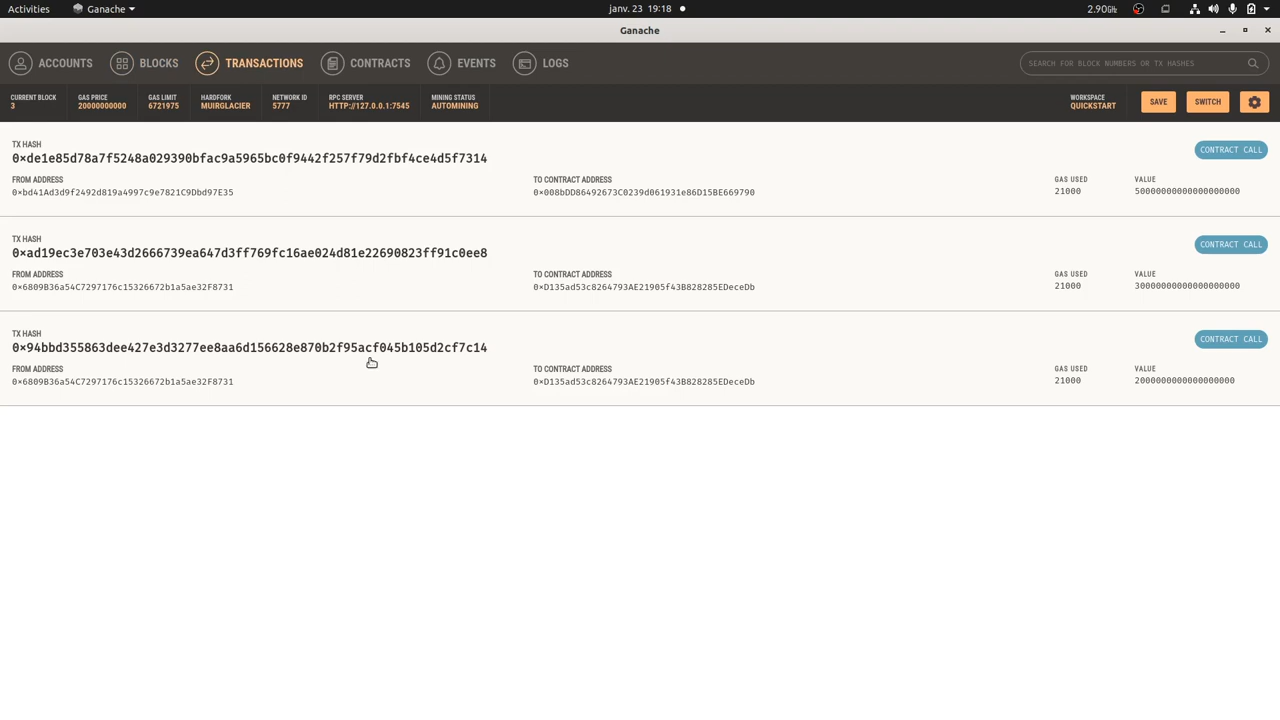 Activities Ganache janv. 23 19:18 2.90GHz
Ganache
ACCOUNTS BLOCKS TRANSACTIONS CONTRACTS EVENTS LOGS SEARCH FOR BLOCK NUMBERS OR TX HASHES
CURRENT BLOCK GAS PRICE GAS LIMIT HARDFORK NETWORK ID RPC SERVER MINING STATUS WORKSPACE
3 20000000000 6721975 MUIRGLACIER 5777 HTTP://127.0.0.1:7545 AUTOMINING QUICKSTART SAVE SWITCH
TX HASH
0×de1e85d78a7f5248a029390bfac9a5965bc0f9442f257f79d2fbf4ce4d5f7314 CONTRACT CALL
FROM ADDRESS TO CONTRACT ADDRESS GAS USED VALUE
0×bd41Ad3d9f2492d819a4997c9e7821C9Dbd97E35 0×008bDD86492673C0239d061931e86D15BE669790 21000 50000000000000000000
TX HASH
0×ad19ec3e703e43d2666739ea647d3ff769fc16ae024d81e22690823ff91c0ee8 CONTRACT CALL
FROM ADDRESS TO CONTRACT ADDRESS GAS USED VALUE
0×6809B36a54C7297176c15326672b1a5ae32F8731 0×D135ad53c8264793AE21905f43B828285EDeceDb 21000 30000000000000000000
TX HASH
0×94bbd355863dee427e3d3277ee8aa6d156628e870b2f95acf045b105d2cf7c14 CONTRACT CALL
FROM ADDRESS TO CONTRACT ADDRESS GAS USED VALUE
0×6809B36a54C7297176c15326672b1a5ae32F8731 0×D135ad53c8264793AE21905f43B828285EDeceDb 21000 2000000000000000000